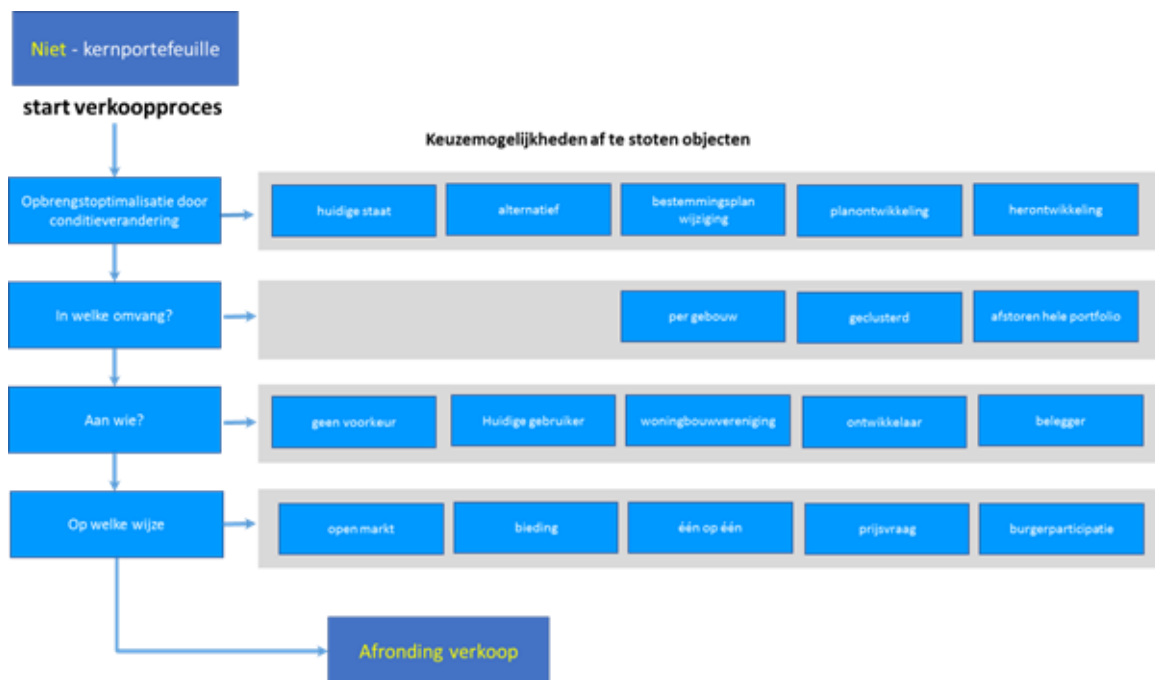 Niet - kernportefeuille
start verkoopproces
Keuzemogelijkheden af te stoten objecten
Opbrengstoptimalisatie door
conditieverandering
huidige staat
alternatief
bestemmingsplan
wijziging
planontwikkeling
herontwikkeling
In welke omvang?
per gebouw
geclusterd
afstoren hele portfolio
Aan wie?
geen voorkeur
Huidige gebruiker
woningbouwvereniging
ontwikkelaar
belegger
Op welke wijze
open markt
bieding
één op één
prijsvraag
burgerparticipatie
Afronding verkoop